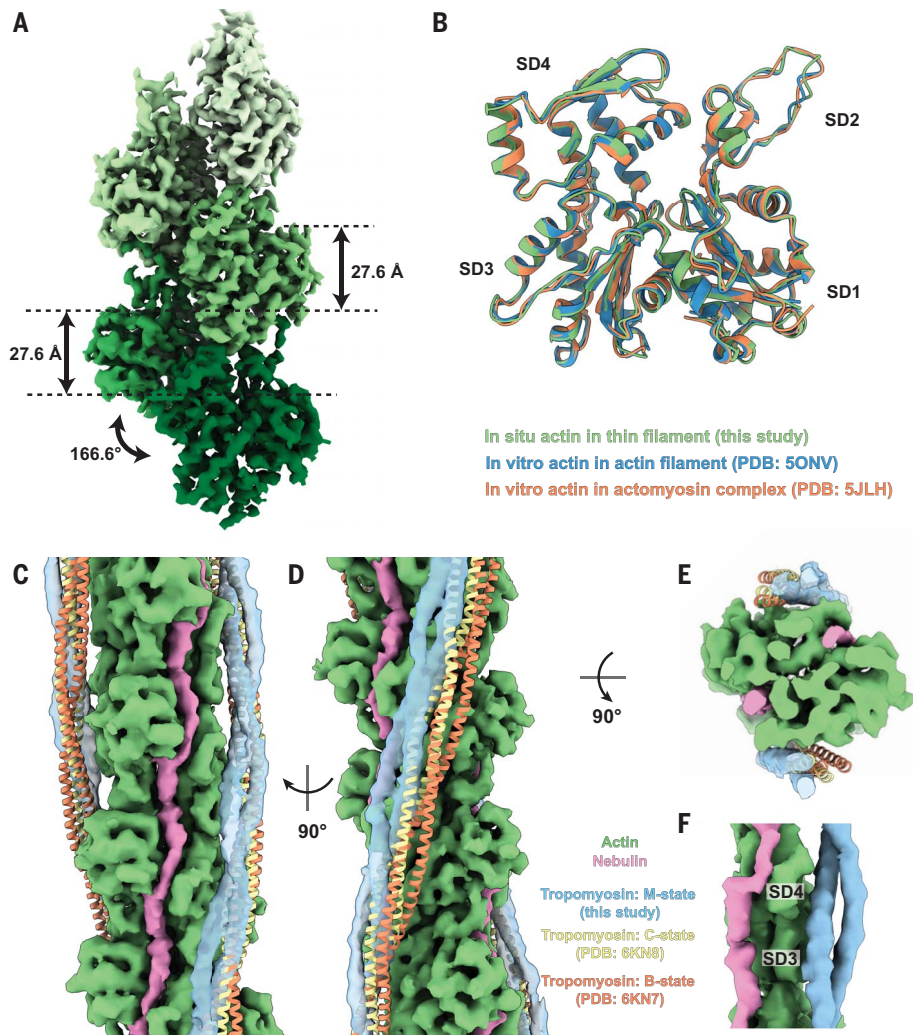 A
27.6 Å
27.6 Å
166.6°
B
SD4
SD2
SD3
SD1
In situ actin in thin filament (this study)
In vitro actin in actin filament (PDB: 5ONV)
In vitro actin in actomyosin complex (PDB: 5JLH)
C
D
90°
90°
E
Actin
Nebulin
Tropomyosin: M-state
(this study)
Tropomyosin: C-state
(PDB: 6KN8)
Tropomyosin: B-state
(PDB: 6KN7)
F
SD4
SD3